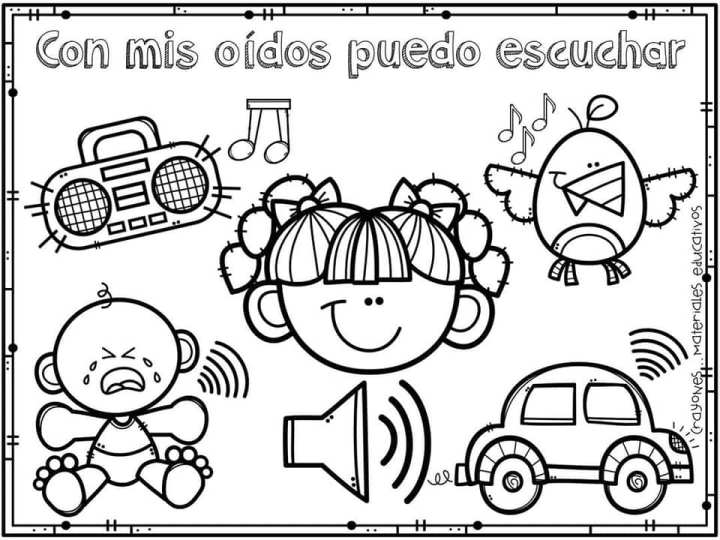 Con mis oídos puedo escuchar
Crayones...materiales educativos